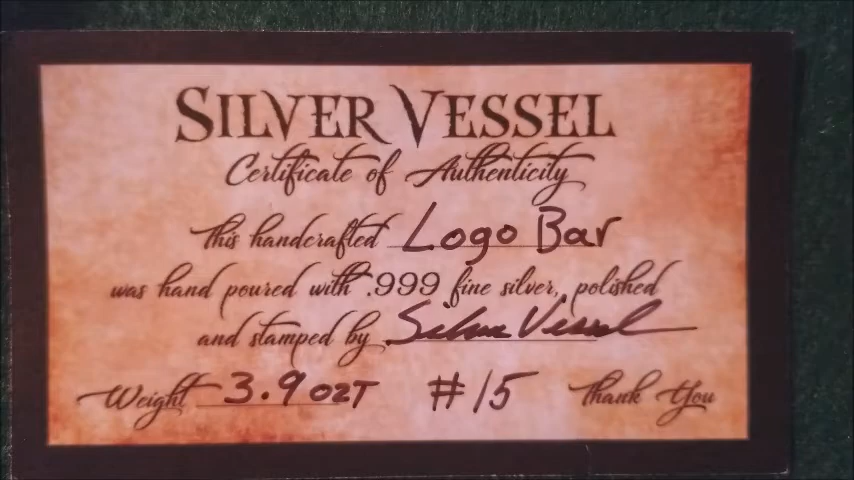 SILVER VESSEL
Certificate of Authenticity
This handcrafted Logo Bar
was hand poured with .999 fine silver, polished
and stamped by Silver Vessel
Weight 3.9 OZT #15 Thank You